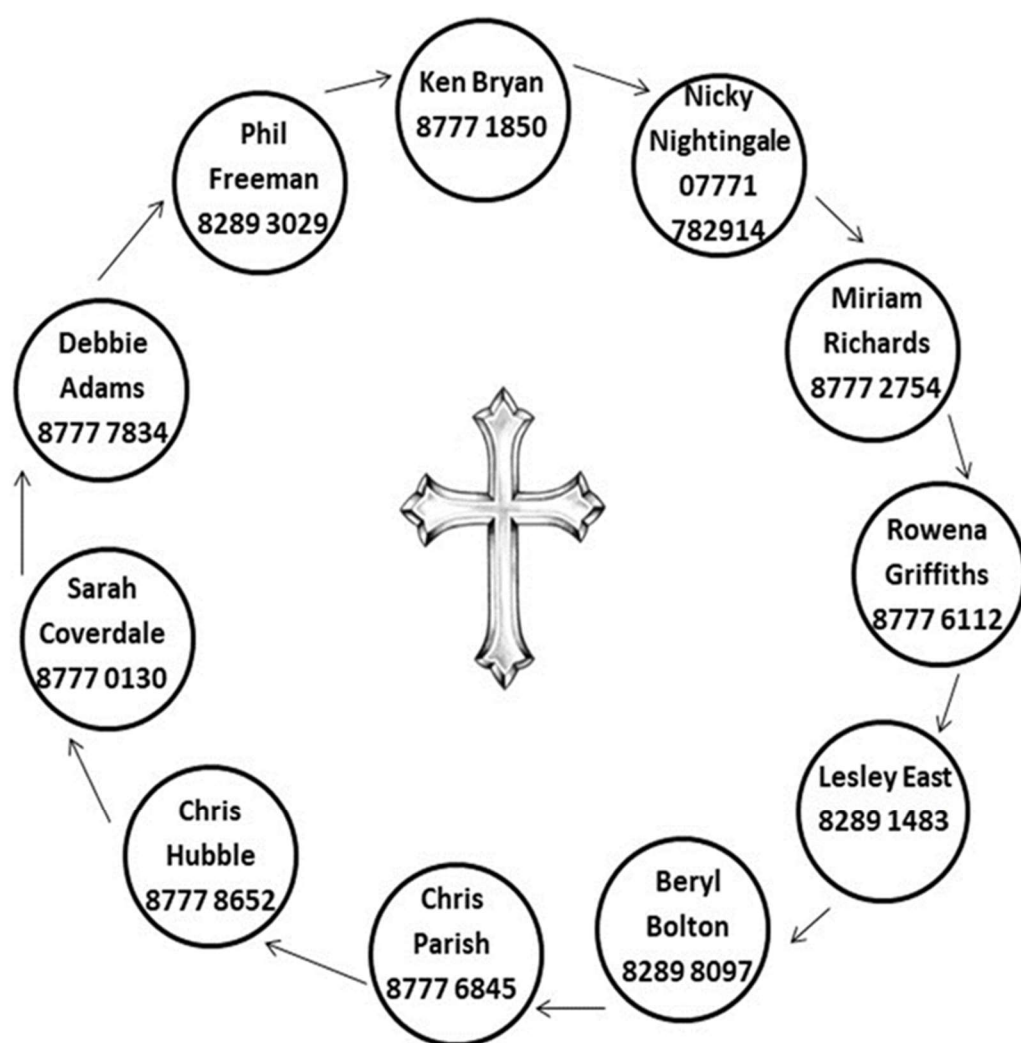 Ken Bryan
8777 1850
Nicky
Nightingale
07771
782914
Miriam
Richards
8777 2754
Rowena
Griffiths
8777 6112
Lesley East
8289 1483
Beryl
Bolton
8289 8097
Chris
Parish
8777 6845
Chris
Hubble
8777 8652
Sarah
Coverdale
8777 0130
Debbie
Adams
8777 7834
Phil
Freeman
8289 3029